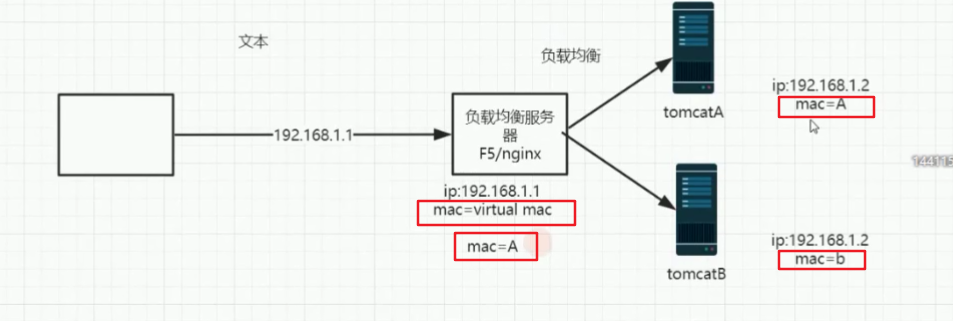 文本
负载均衡
192.168.1.1
负载均衡服务
器
F5/nginx
ip:192.168.1.1
mac=virtual mac
mac=A
tomcatA
ip:192.168.1.2
mac=A
144115
tomcatB
ip:192.168.1.2
mac=b